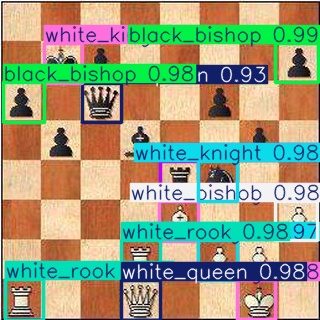 white_ki
black_bishop 0.99
black_bishop 0.98
n 0.93
white_knight 0.98
white_bishob 0.98
white_rook 0.98
97
white_rook
white_queen 0.98
8